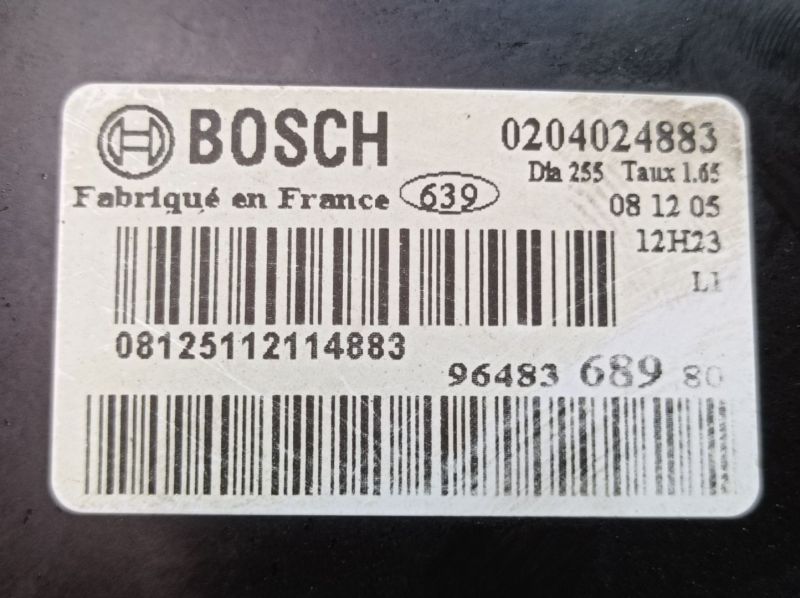 BOSCH 0204024883
Dia 255 Taux 1.65
Fabriqué en France 639 08 12 05
12H23
L1
08125112114883
96483 689 80